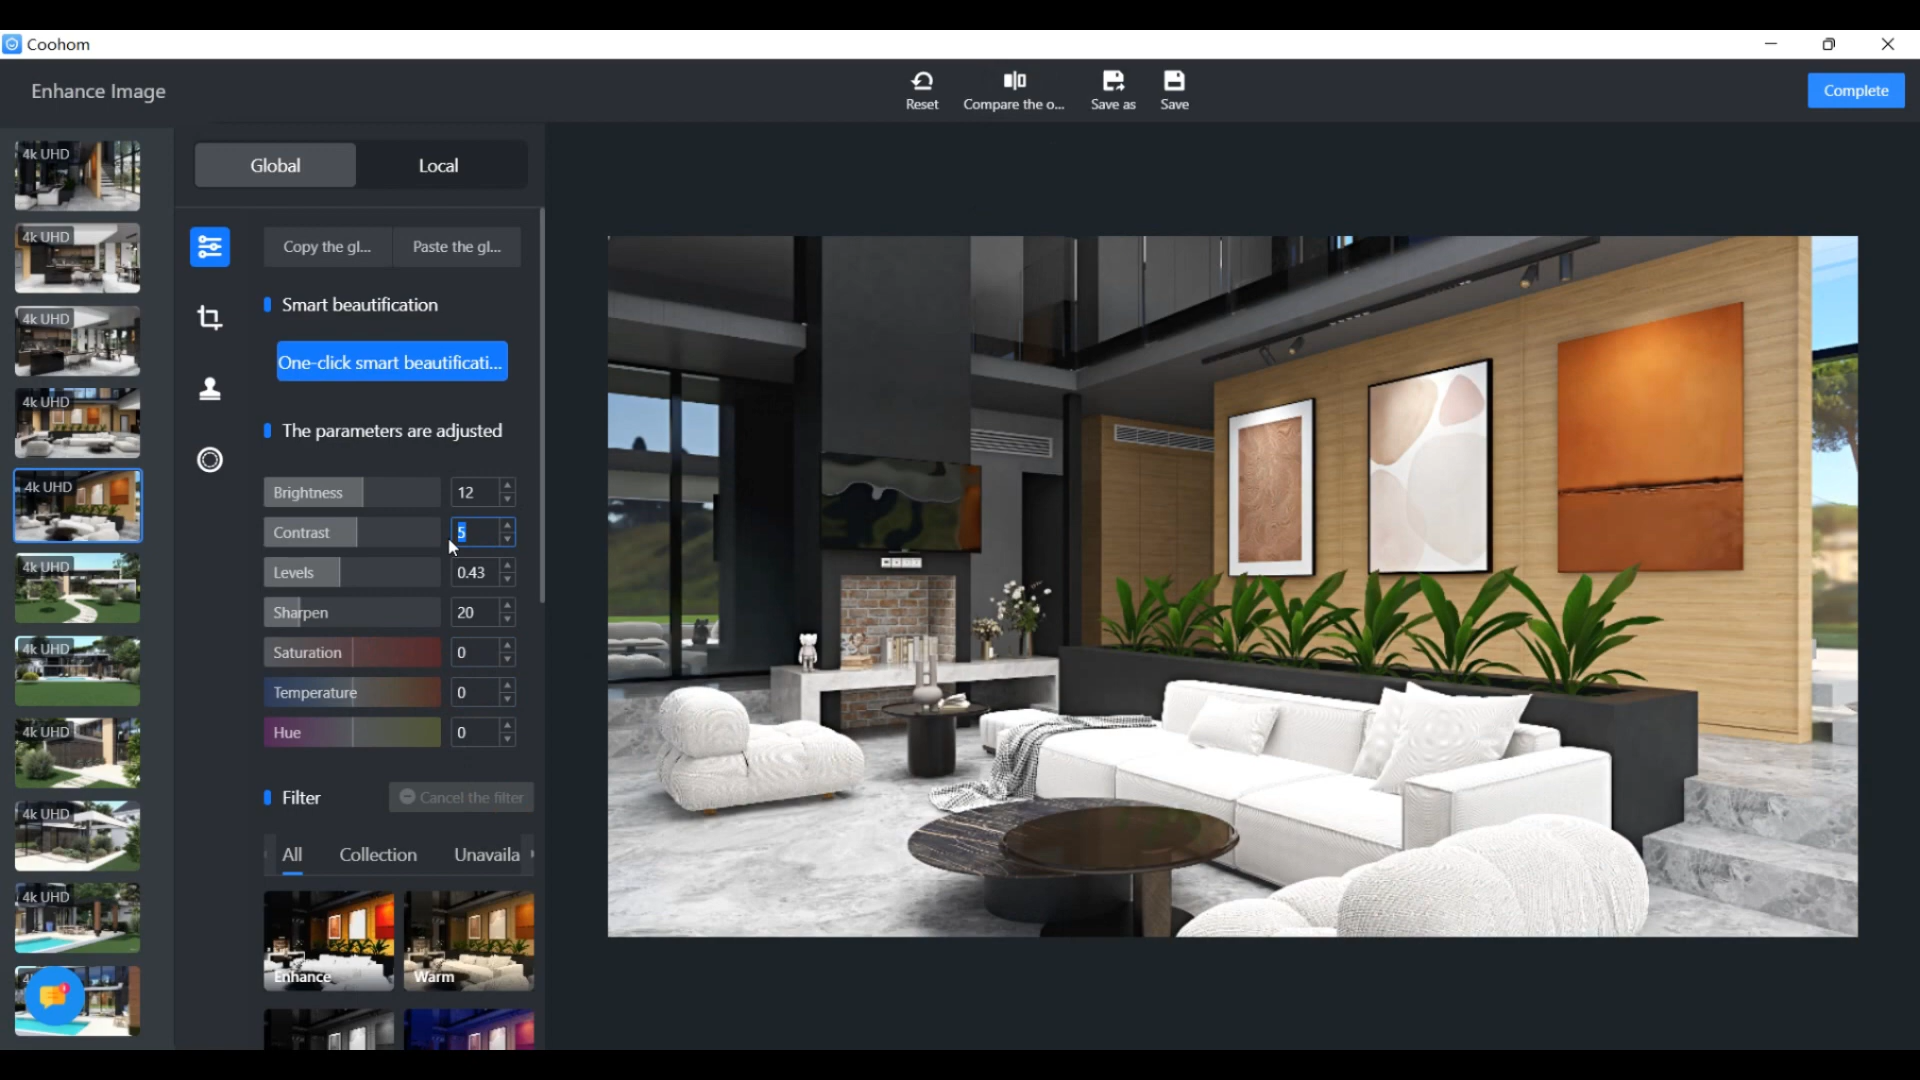 Coohom
Enhance Image
Reset
Compare the o...
Save as
Save
Complete
4k UHD
4k UHD
4k UHD
4k UHD
4k UHD
4k UHD
4k UHD
4k UHD
4k UHD
4k UHD
Global
Local
Copy the gl...
Paste the gl...
Smart beautification
One-click smart beautificati...
The parameters are adjusted
Brightness 12
Contrast 5
Levels 0.43
Sharpen 20
Saturation 0
Temperature 0
Hue 0
Filter
Cancel the filter
All
Collection
Unavaila
Enhance
Warm